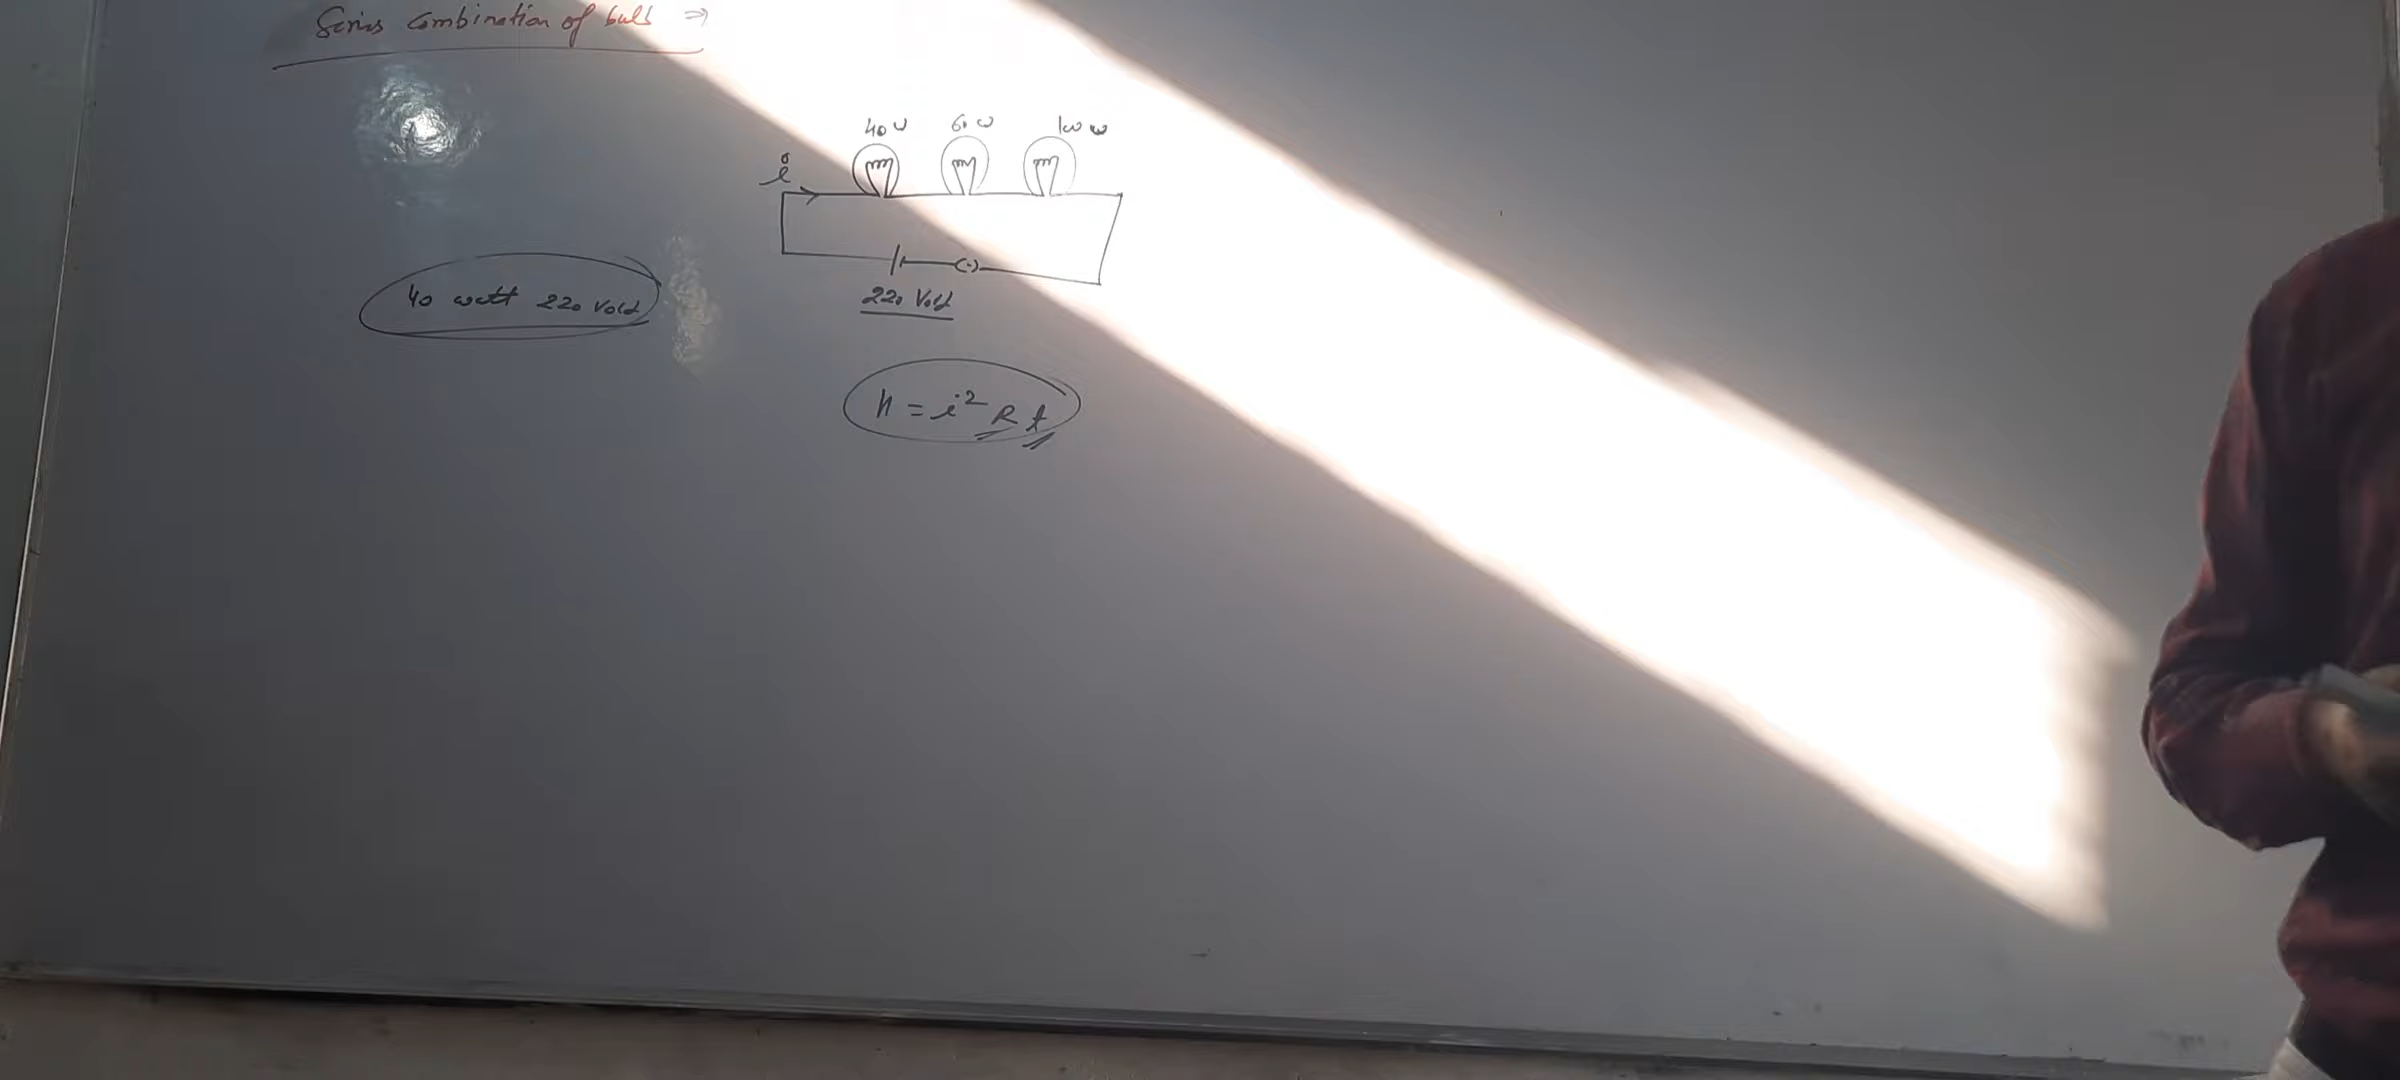 Series Combination of bulb ⇒
40 W 60 W 100 W
i
40 watt 220 Volt
220 Volt
H = i² R t